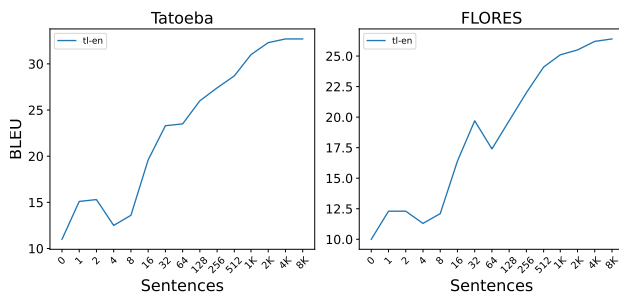 Tatoeba
tl-en
BLEU
30
25
20
15
10
0 1 2 4 8 16 32 64 128 256 512 1K 2K 4K 8K
Sentences
FLORES
tl-en
25.0
22.5
20.0
17.5
15.0
12.5
10.0
0 1 2 4 8 16 32 64 128 256 512 1K 2K 4K 8K
Sentences